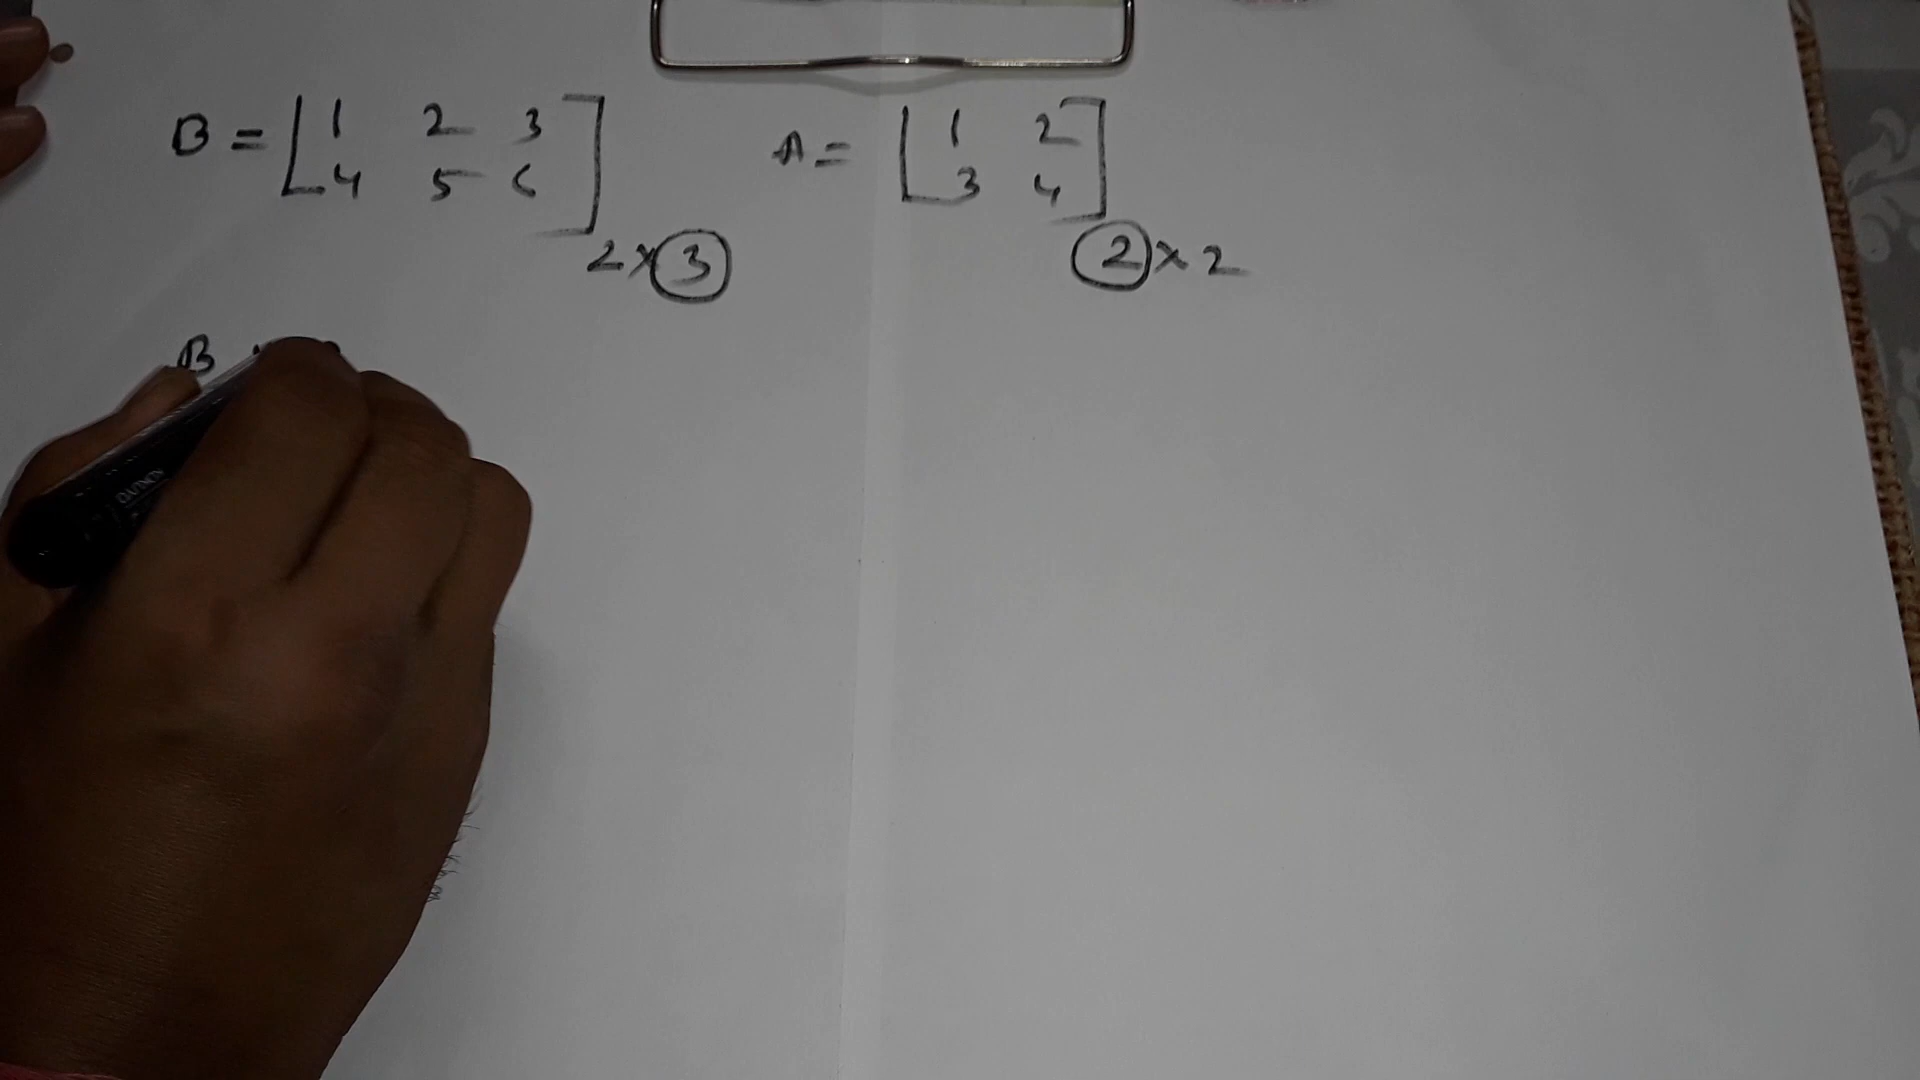 B = [ 1 2 3 ] A = [ 1 2 ]
4 5 6 3 4
2 x 3 2 x 2
B